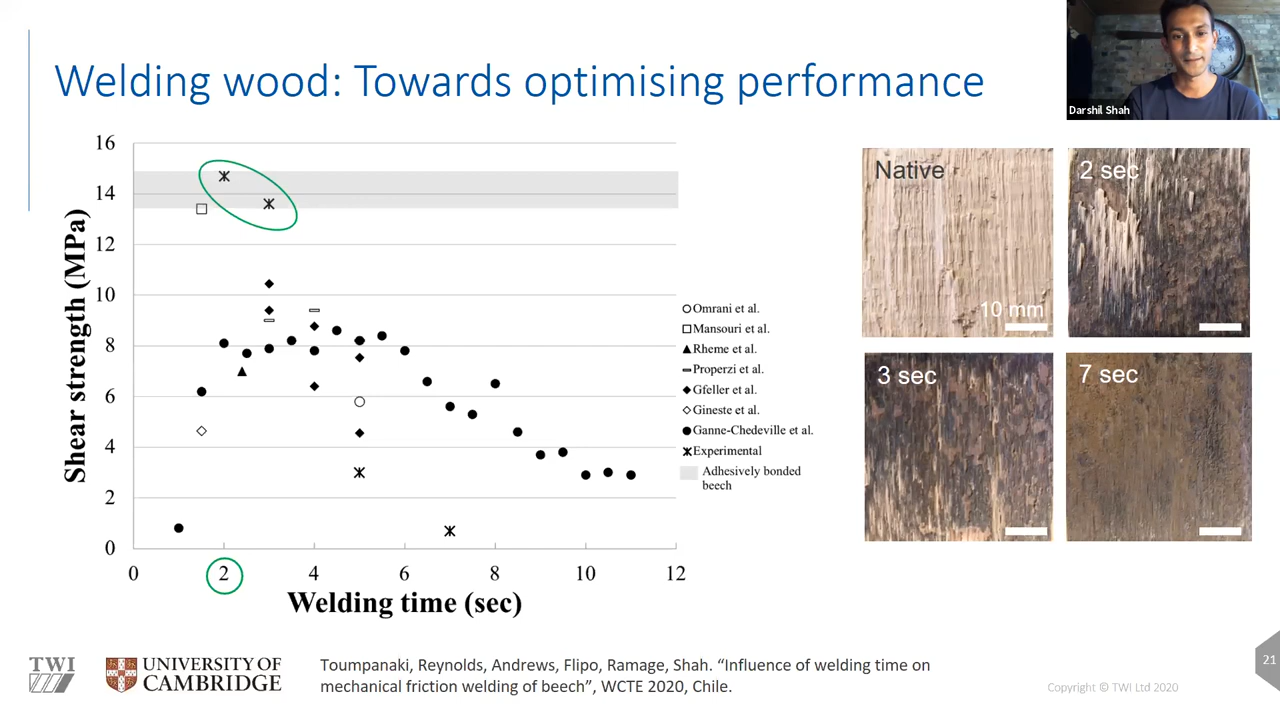 Welding wood: Towards optimising performance
Darshil Shah
Shear strength (MPa)
16
14
12
10
8
6
4
2
0
0 2 4 6 8 10 12
Welding time (sec)
Omrani et al.
Mansouri et al.
Rheme et al.
Properzi et al.
Gfeller et al.
Gineste et al.
Ganne-Chedeville et al.
Experimental
Adhesively bonded
beech
Native
10 mm
2 sec
3 sec
7 sec
TWI
UNIVERSITY OF
CAMBRIDGE
Toumpanaki, Reynolds, Andrews, Flipo, Ramage, Shah. “Influence of welding time on
mechanical friction welding of beech”, WCTE 2020, Chile.
Copyright © TWI Ltd 2020
21